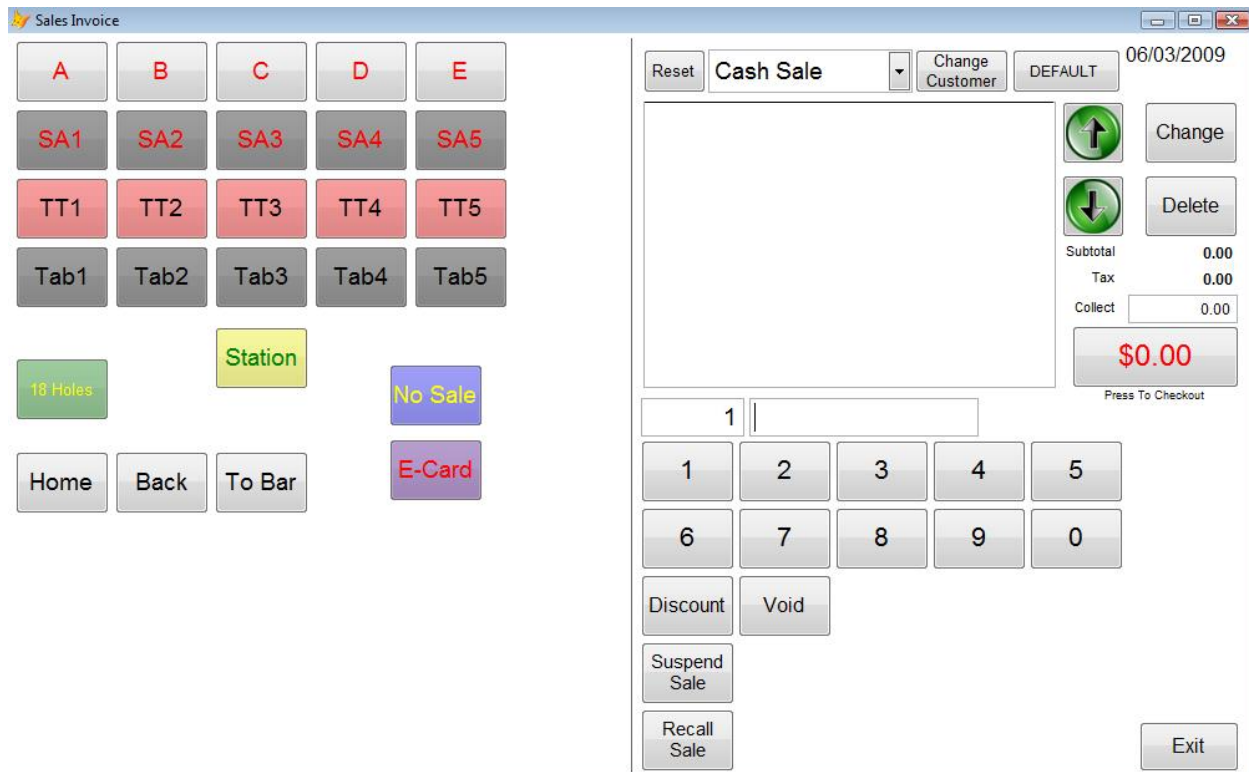 Sales Invoice
A B C D E
SA1 SA2 SA3 SA4 SA5
TT1 TT2 TT3 TT4 TT5
Tab1 Tab2 Tab3 Tab4 Tab5
Station
18 Holes
No Sale
E-Card
Home Back To Bar
06/03/2009
Reset Cash Sale Change
Customer DEFAULT
Change
Delete
Subtotal 0.00
Tax 0.00
Collect 0.00
$0.00
Press To Checkout
1
1 2 3 4 5
6 7 8 9 0
Discount Void
Suspend
Sale
Recall
Sale
Exit